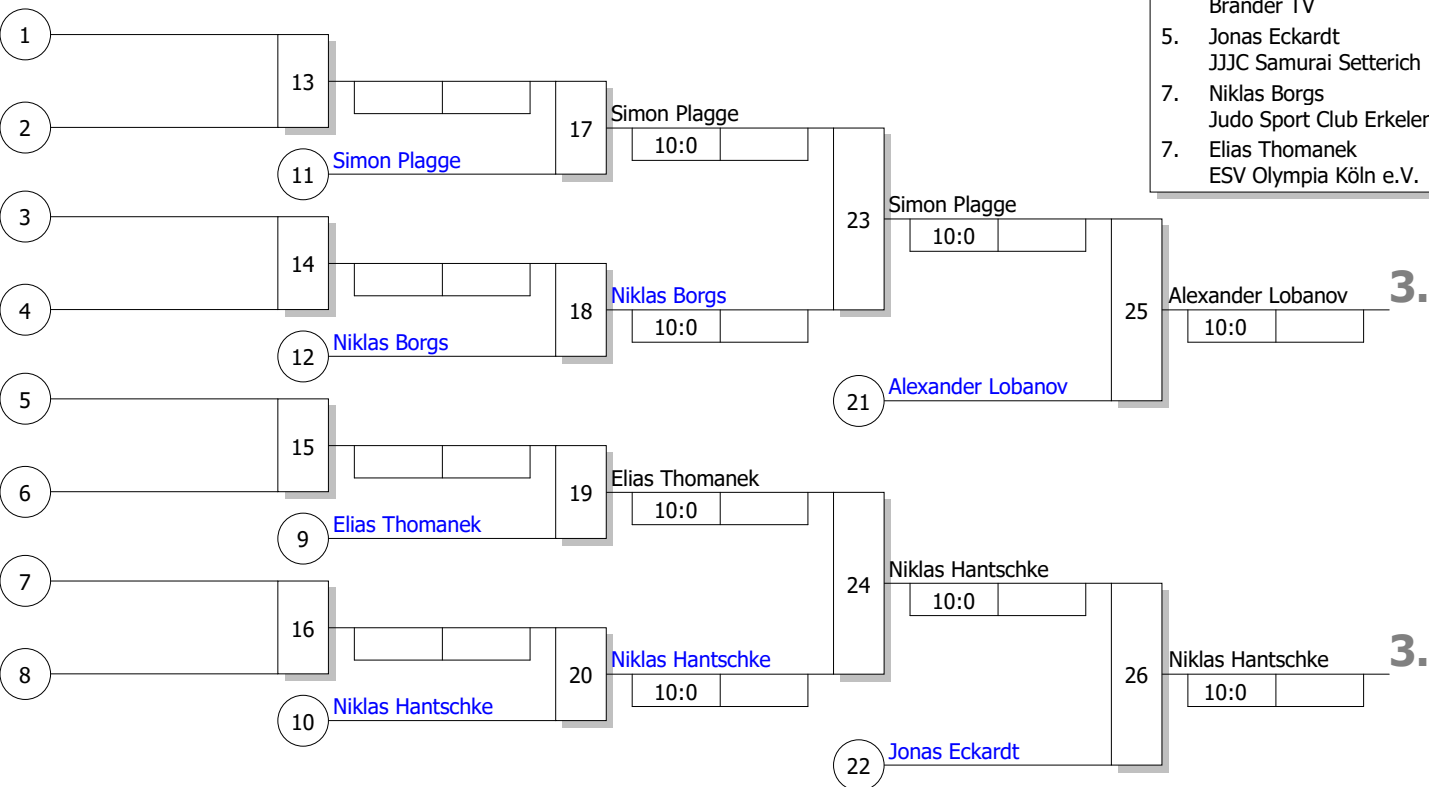 Brander TV
5. Jonas Eckardt
JJJC Samurai Setterich
7. Niklas Borgs
Judo Sport Club Erkeler
7. Elias Thomanek
ESV Olympia Köln e.V.
1
13
2
17
Simon Plagge
10:0
11
Simon Plagge
3
23
Simon Plagge
10:0
14
4
18
Niklas Borgs
10:0
12
Niklas Borgs
25
Alexander Lobanov
3.
10:0
5
21
Alexander Lobanov
15
6
19
Elias Thomanek
10:0
9
Elias Thomanek
7
24
Niklas Hantschke
10:0
16
8
20
Niklas Hantschke
10:0
10
Niklas Hantschke
26
Niklas Hantschke
3.
10:0
22
Jonas Eckardt